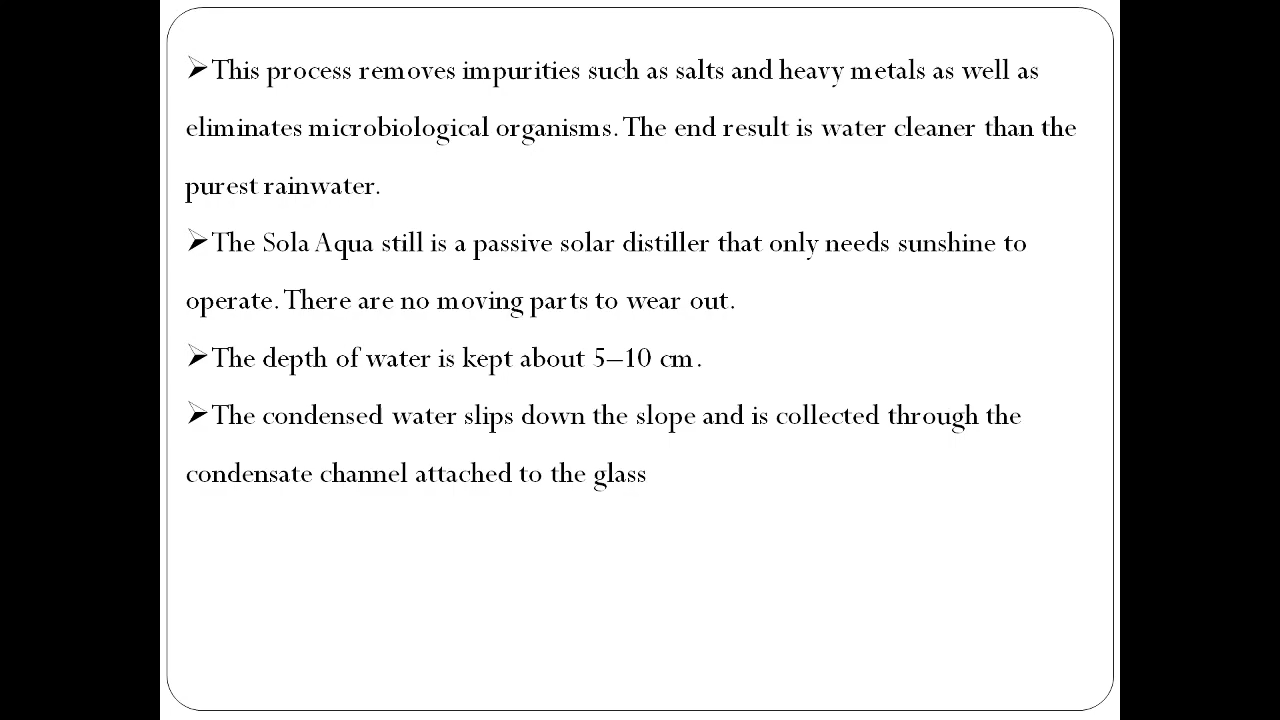 ➢This process removes impurities such as salts and heavy metals as well as
eliminates microbiological organisms. The end result is water cleaner than the
purest rainwater.
➢The Sola Aqua still is a passive solar distiller that only needs sunshine to
operate. There are no moving parts to wear out.
➢The depth of water is kept about 5–10 cm.
➢The condensed water slips down the slope and is collected through the
condensate channel attached to the glass